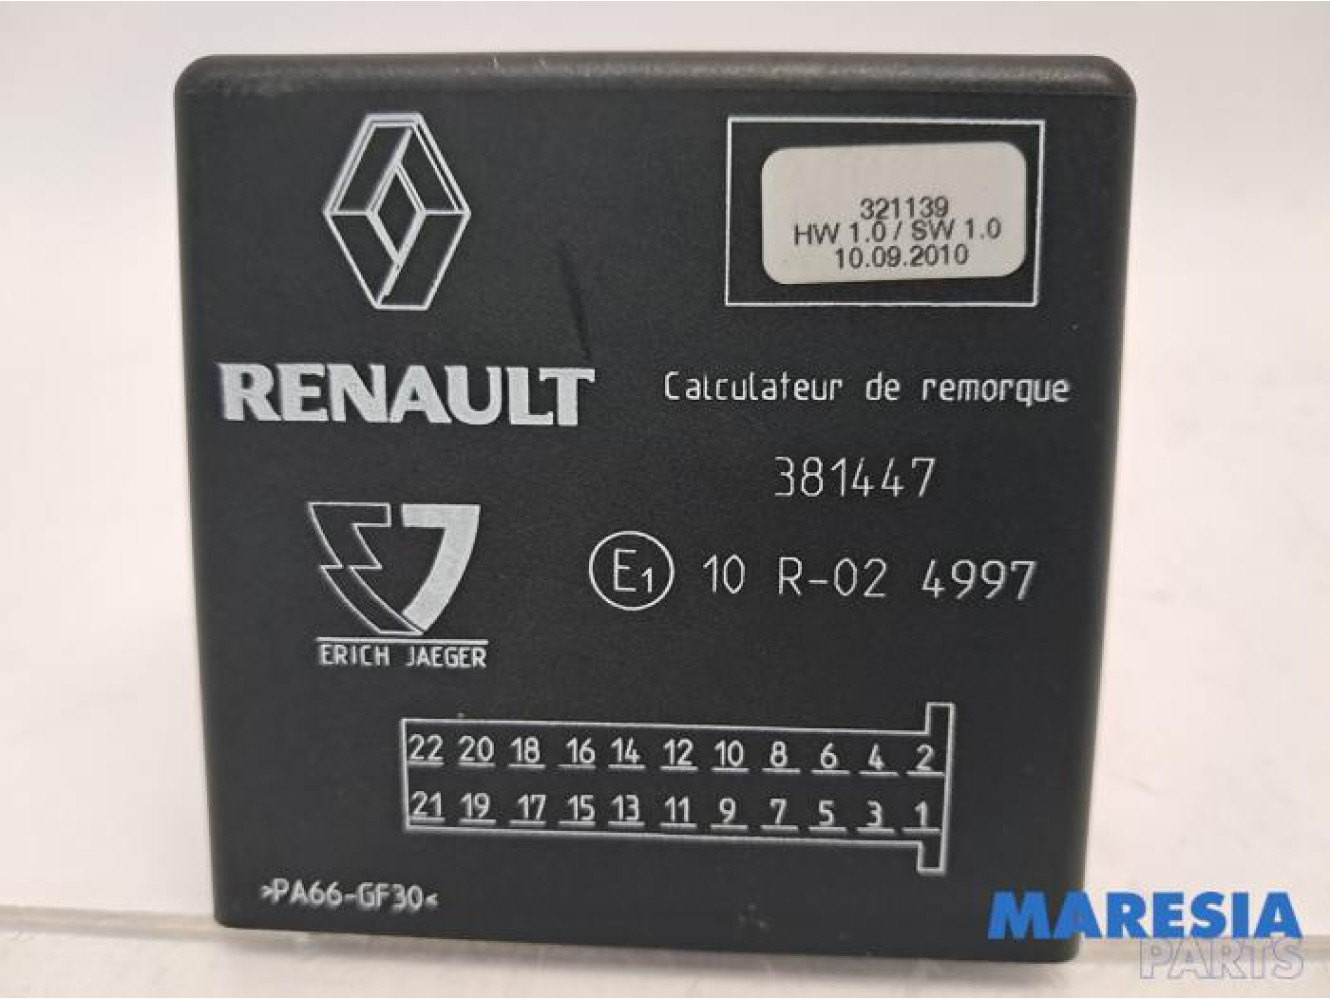 321139
HW 1.0 / SW 1.0
10.09.2010
RENAULT
Calculateur de remorque
381447
E1 10 R-02 4997
ERICH JAEGER
22 20 18 16 14 12 10 8 6 4 2
21 19 17 15 13 11 9 7 5 3 1
>PA66-GF30<
MARESIA
PARTS